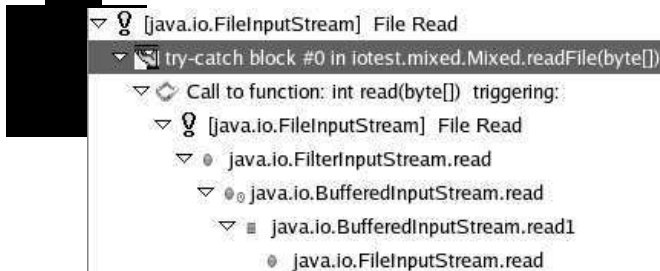 [java.io.FileInputStream] File Read
try-catch block #0 in iotest.mixed.Mixed.readFile(byte[])
Call to function: int read(byte[]) triggering:
[java.io.FileInputStream] File Read
java.io.FilterInputStream.read
java.io.BufferedInputStream.read
java.io.BufferedInputStream.read1
java.io.FileInputStream.read